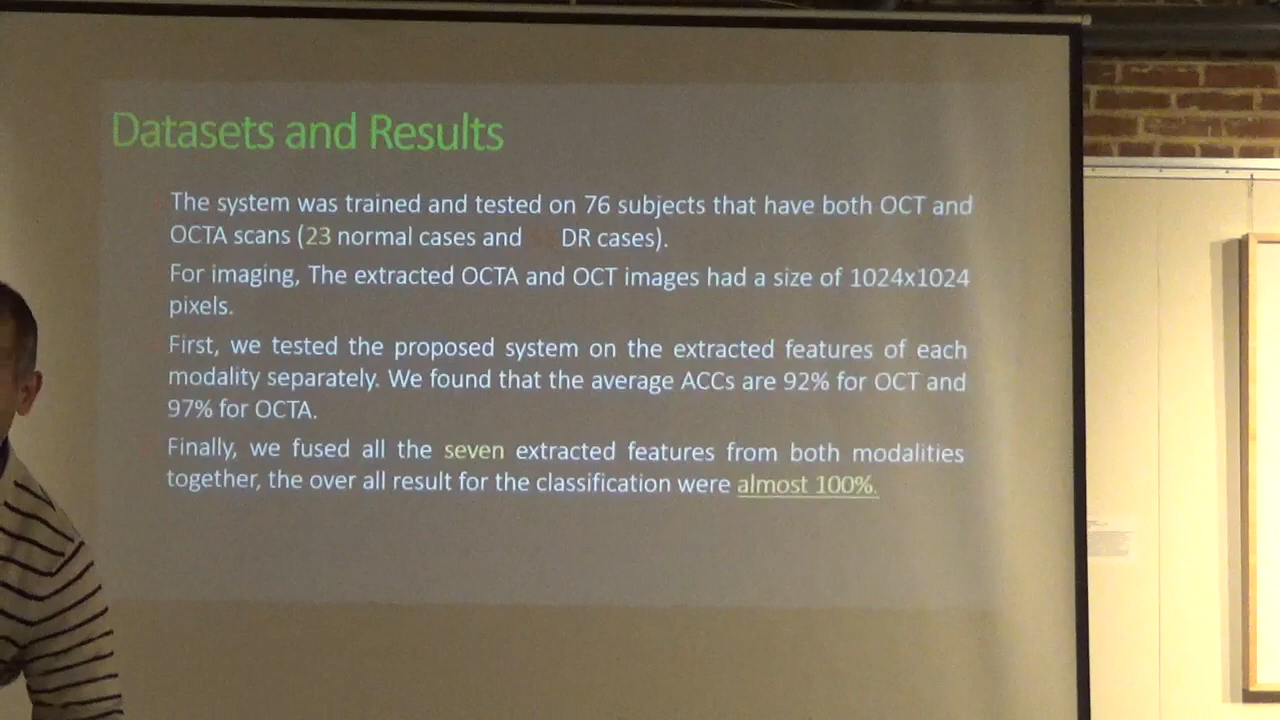 Datasets and Results
The system was trained and tested on 76 subjects that have both OCT and
OCTA scans (23 normal cases and DR cases).
For imaging, The extracted OCTA and OCT images had a size of 1024x1024
pixels.
First, we tested the proposed system on the extracted features of each
modality separately. We found that the average ACCs are 92% for OCT and
97% for OCTA.
Finally, we fused all the seven extracted features from both modalities
together, the over all result for the classification were almost 100%.